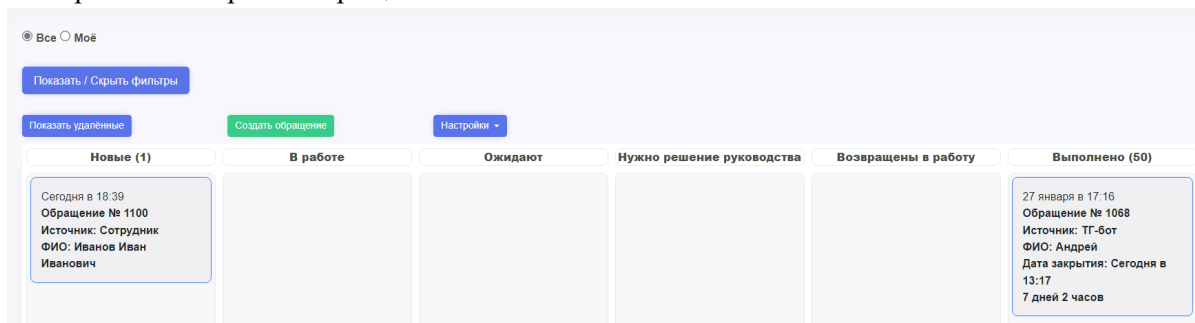 Все Моё
Показать / Скрыть фильтры
Показать удалённые Создать обращение Настройки
Новые (1) В работе Ожидают Нужно решение руководства Возвращены в работу Выполнено (50)
Сегодня в 18:39
Обращение № 1100
Источник: Сотрудник
ФИО: Иванов Иван
Иванович
27 января в 17:16
Обращение № 1068
Источник: ТГ-бот
ФИО: Андрей
Дата закрытия: Сегодня в
13:17
7 дней 2 часов